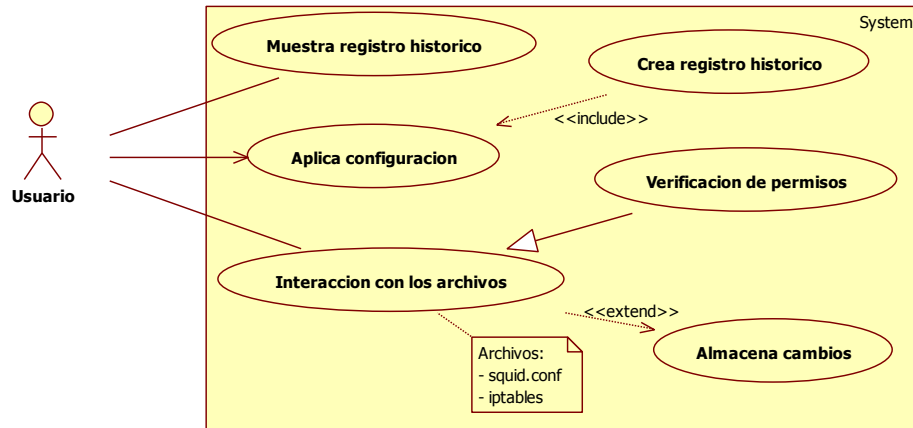 System
Muestra registro historico
Crea registro historico
<<include>>
Aplica configuracion
Verificacion de permisos
Usuario
Interaccion con los archivos
<<extend>>
Almacena cambios
Archivos:
- squid.conf
- iptables